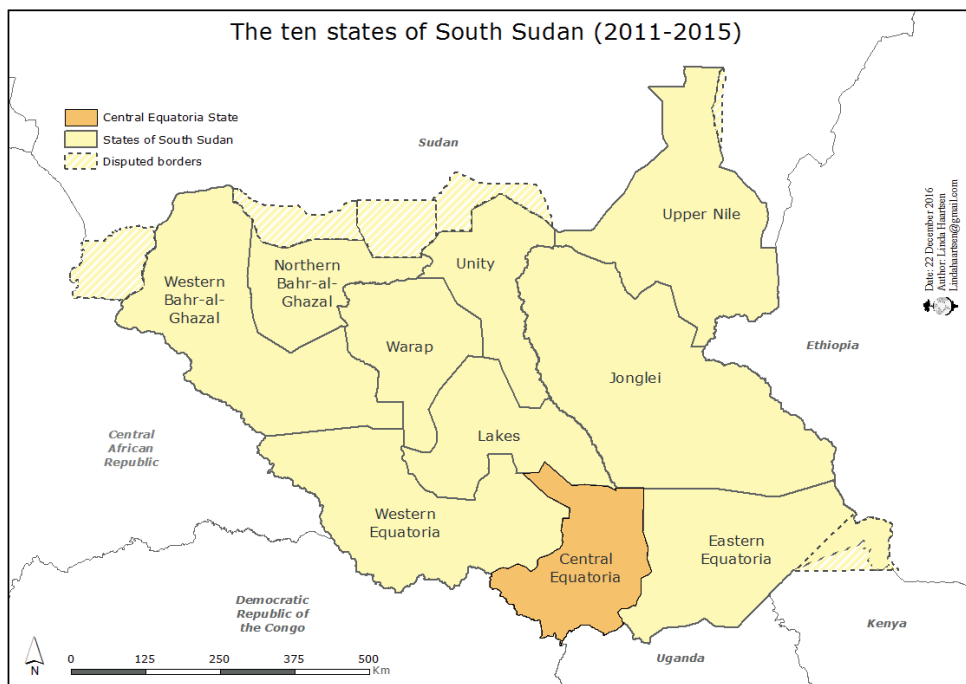 The ten states of South Sudan (2011-2015)
Central Equatoria State
States of South Sudan
Disputed borders
Sudan
Upper Nile
Date: 22 December 2016
Author: Linda Haartsen
Lindahaartsen@gmail.com
Western
Bahr-al-
Ghazal
Northern
Bahr-al-
Ghazal
Unity
Warap
Jonglei
Ethiopia
Lakes
Central
African
Republic
Western
Equatoria
Central
Equatoria
Eastern
Equatoria
Democratic
Republic of
the Congo
Kenya
Uganda
N
0 125 250 375 500
Km